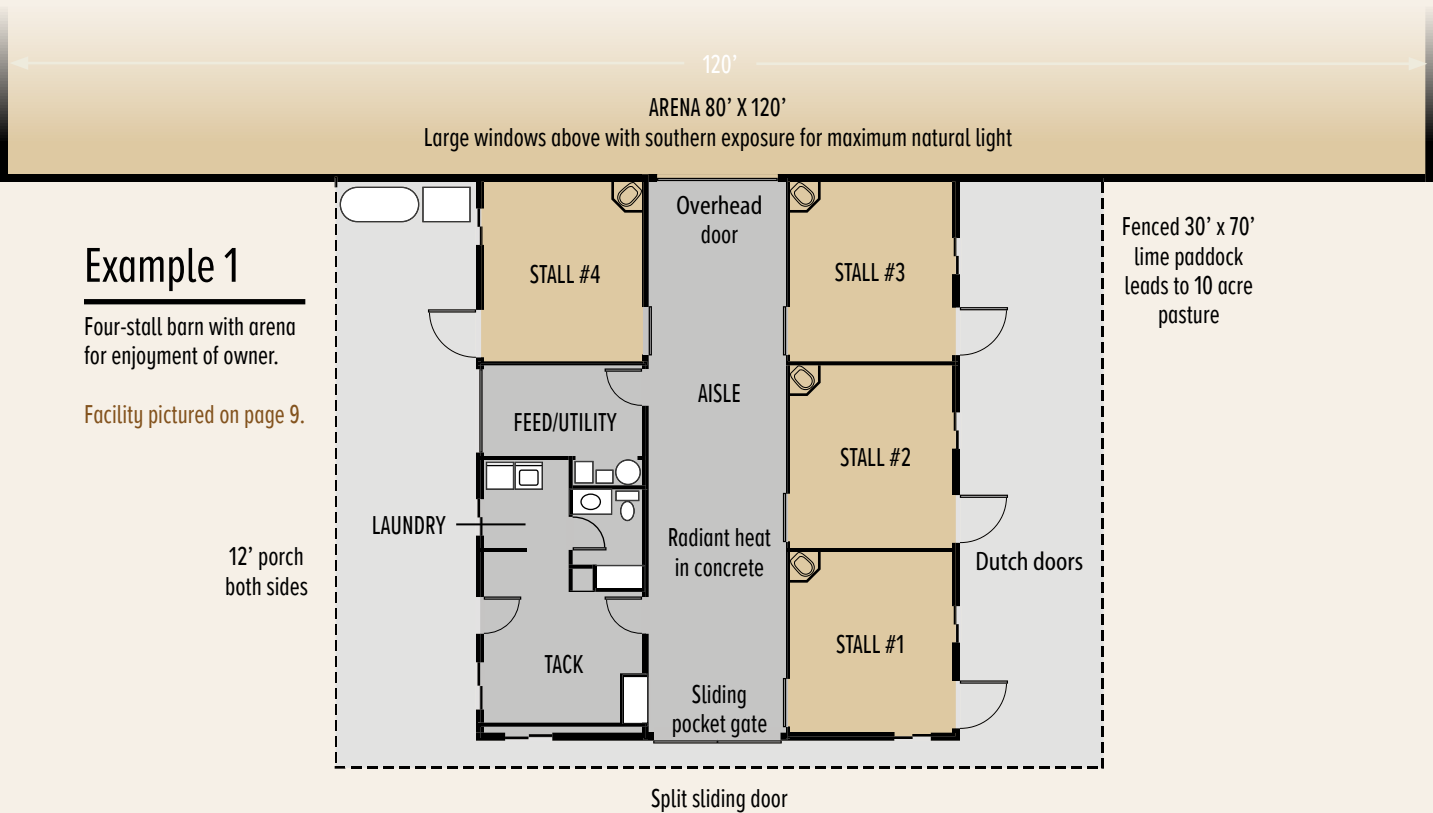 120’
ARENA 80’ X 120’
Large windows above with southern exposure for maximum natural light
Example 1
Four-stall barn with arena
for enjoyment of owner.
Facility pictured on page 9.
12’ porch
both sides
STALL #4
FEED/UTILITY
LAUNDRY
TACK
Overhead
door
AISLE
Radiant heat
in concrete
Sliding
pocket gate
STALL #3
STALL #2
STALL #1
Dutch doors
Fenced 30’ x 70’
lime paddock
leads to 10 acre
pasture
Split sliding door